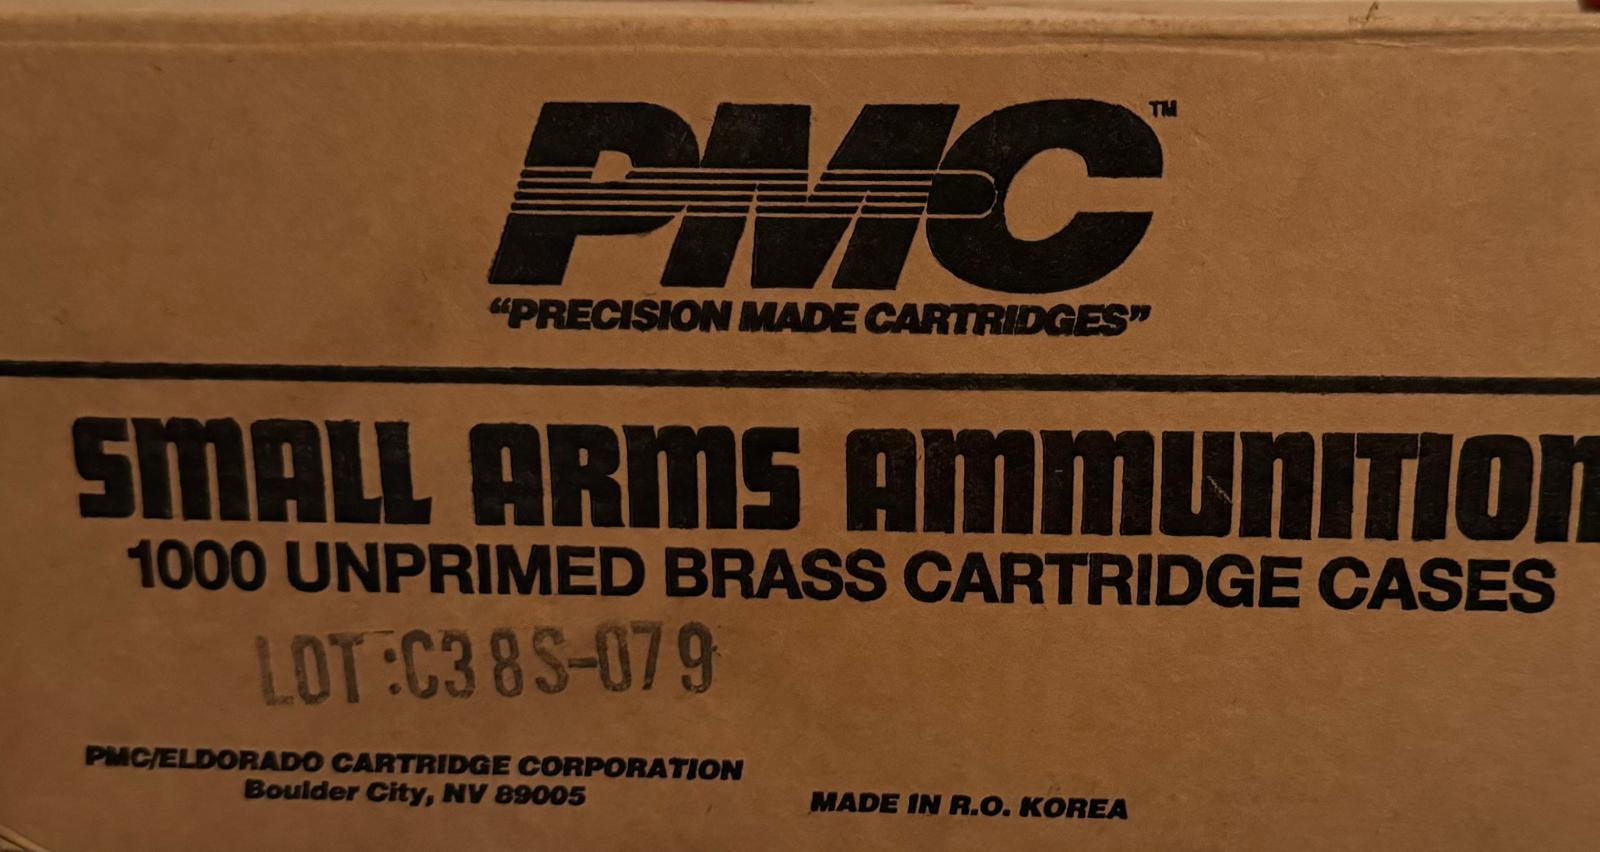 PMC™
“PRECISION MADE CARTRIDGES”
SMALL ARMS AMMUNITION
1000 UNPRIMED BRASS CARTRIDGE CASES
LOT:C38S-079
PMC/ELDORADO CARTRIDGE CORPORATION
Boulder City, NV 89005
MADE IN R.O. KOREA